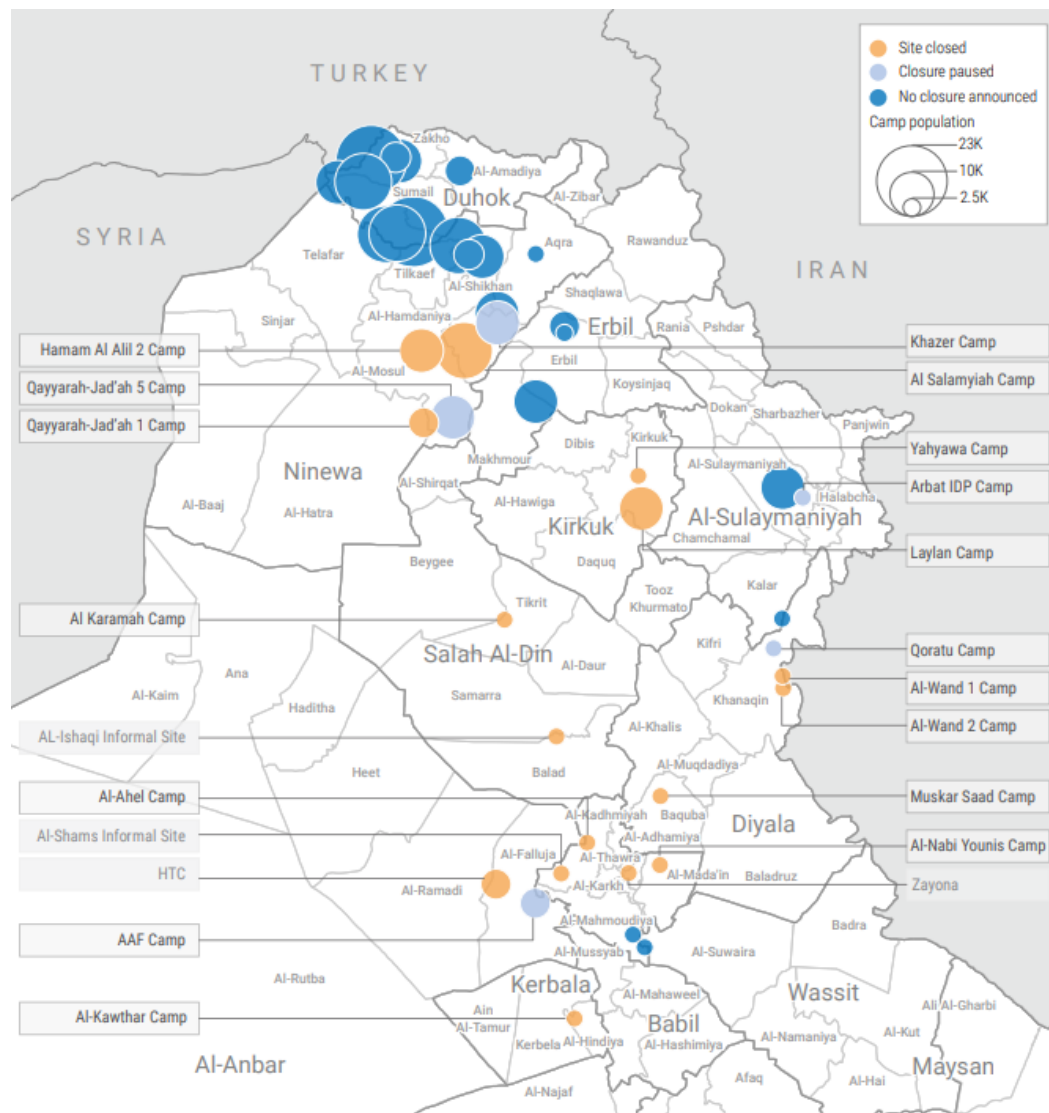 TURKEY
SYRIA
IRAN
Site closed
Closure paused
No closure announced
Camp population
23K
10K
2.5K
Zakho
Al-Amadiya
Sumail
Duhok
Al-Zibar
Telafar
Tilkaef
Aqra
Rawanduz
Al-Shikhan
Shaqlawa
Sinjar
Al-Hamdaniya
Erbil
Rania
Pshdar
Hamam Al Alil 2 Camp
Khazer Camp
Al-Mosul
Erbil
Koysinjaq
Al Salamyiah Camp
Qayyarah-Jad'ah 5 Camp
Qayyarah-Jad'ah 1 Camp
Dokan
Sharbazher
Panjwin
Dibis
Kirkuk
Yahyawa Camp
Ninewa
Makhmour
Al-Shirqat
Al-Sulaymaniyah
Arbat IDP Camp
Al-Baaj
Al-Hatra
Al-Hawiga
Halabcha
Kirkuk
Al-Sulaymaniyah
Chamchamal
Laylan Camp
Beygee
Daquq
Kalar
Tooz
Khurmato
Al Karamah Camp
Tikrit
Salah Al-Din
Kifri
Qoratu Camp
Al-Daur
Ana
Al-Kaim
Haditha
Samarra
Khanaqin
Al-Wand 1 Camp
Al-Wand 2 Camp
AL-Ishaqi Informal Site
Al-Khalis
Heet
Balad
Al-Muqdadiya
Al-Ahel Camp
Muskar Saad Camp
Al-Kadhmiyah
Baquba
Diyala
Al-Shams Informal Site
Al-Adhamiya
Al-Nabi Younis Camp
Al-Falluja
Al-Thawra
HTC
Al-Ramadi
Al-Karkh
Al-Mada'in
Baladruz
Zayona
AAF Camp
Al-Mahmoudiya
Badra
Al-Mussyab
Al-Suwaira
Al-Rutba
Kerbala
Al-Mahaweel
Wassit
Ali Al-Gharbi
Al-Kawthar Camp
Ain
Al-Tamur
Babil
Kerbela
Al-Hindiya
Al-Hashimiya
Al-Namaniya
Al-Kut
Al-Anbar
Maysan
Al-Najaf
Afaq
Al-Hai